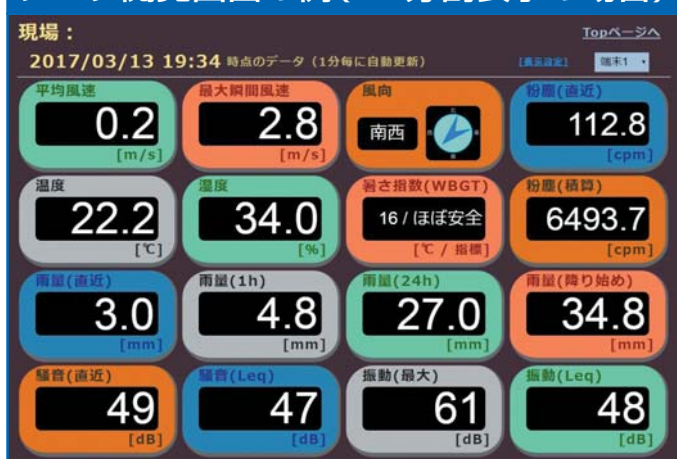 現場：
Topページへ
2017/03/13 19:34 時点のデータ (1分毎に自動更新)
[表示設定] 端末1
平均風速 最大瞬間風速 風向 粉塵(直近)
0.2 2.8 南西 112.8
[m/s] [m/s] [cpm]
温度 湿度 暑さ指数(WBGT) 粉塵(積算)
22.2 34.0 16 / ほぼ安全 6493.7
[℃] [%] [℃ / 指標] [cpm]
雨量(直近) 雨量(1h) 雨量(24h) 雨量(降り始め)
3.0 4.8 27.0 34.8
[mm] [mm] [mm] [mm]
騒音(直近) 騒音(Leq) 振動(最大) 振動(Leq)
49 47 61 48
[dB] [dB] [dB] [dB]